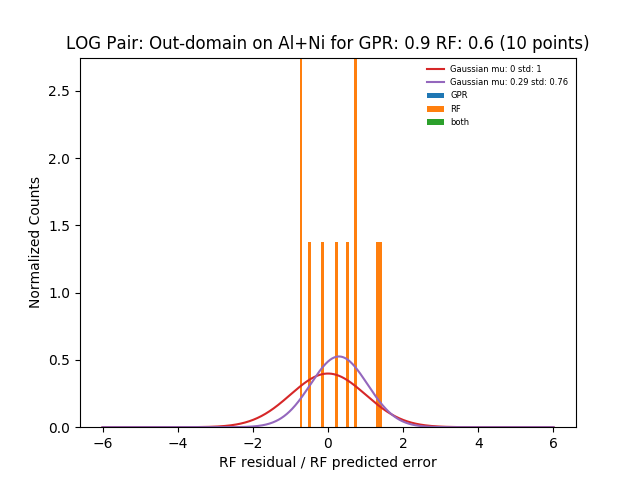 LOG Pair: Out-domain on Al+Ni for GPR: 0.9 RF: 0.6 (10 points)
Gaussian mu: 0 std: 1
Gaussian mu: 0.29 std: 0.76
GPR
RF
both
Normalized Counts
2.5
2.0
1.5
1.0
0.5
0.0
−6 −4 −2 0 2 4 6
RF residual / RF predicted error